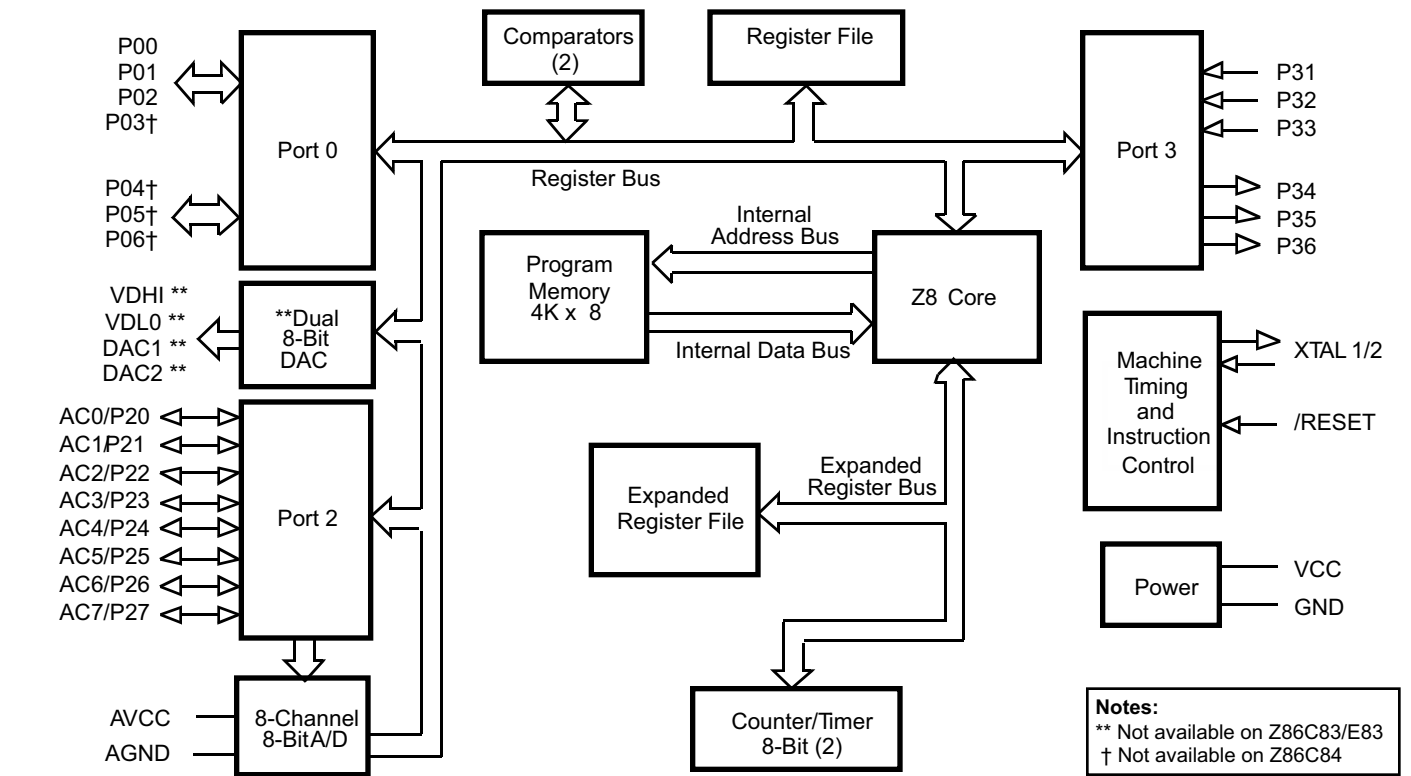 P00
P01
P02
P03†
P04†
P05†
P06†
Port 0
Comparators
(2)
Register File
Port 3
P31
P32
P33
P34
P35
P36
Register Bus
Internal
Address Bus
Program
Memory
4K x 8
Z8 Core
Internal Data Bus
VDHI **
VDL0 **
DAC1 **
DAC2 **
**Dual
8-Bit
DAC
Machine
Timing
and
Instruction
Control
XTAL 1/2
/RESET
AC0/P20
AC1/P21
AC2/P22
AC3/P23
AC4/P24
AC5/P25
AC6/P26
AC7/P27
Port 2
Expanded
Register File
Expanded
Register Bus
Power
VCC
GND
AVCC
AGND
8-Channel
8-BitA/D
Counter/Timer
8-Bit (2)
Notes:
** Not available on Z86C83/E83
† Not available on Z86C84